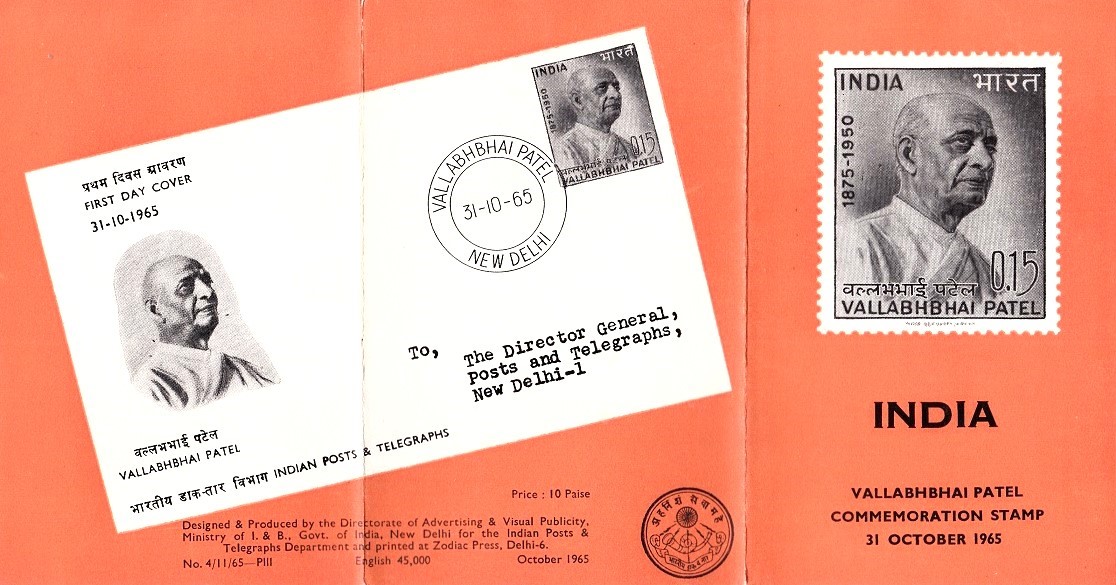 प्रथम दिवस आवरण
FIRST DAY COVER
31-10-1965
वल्लभभाई पटेल
VALLABHBHAI PATEL
भारतीय डाक-तार विभाग INDIAN POSTS & TELEGRAPHS
VALLABHBHAI PATEL
31-10-65
NEW DELHI
INDIA भारत
1875-1950
0.15
वल्लभभाई पटेल
VALLABHBHAI PATEL
To, The Director General,
Posts and Telegraphs,
New Delhi-1
Price : 10 Paise
Designed & Produced by the Directorate of Advertising & Visual Publicity,
Ministry of I. & B., Govt. of India, New Delhi for the Indian Posts &
Telegraphs Department and printed at Zodiac Press, Delhi-6.
No. 4/11/65—PIII English 45,000 October 1965
अहर्निशं सेवामहे
INDIA भारत
1875-1950
0.15
वल्लभभाई पटेल
VALLABHBHAI PATEL
INDIA
VALLABHBHAI PATEL
COMMEMORATION STAMP
31 OCTOBER 1965